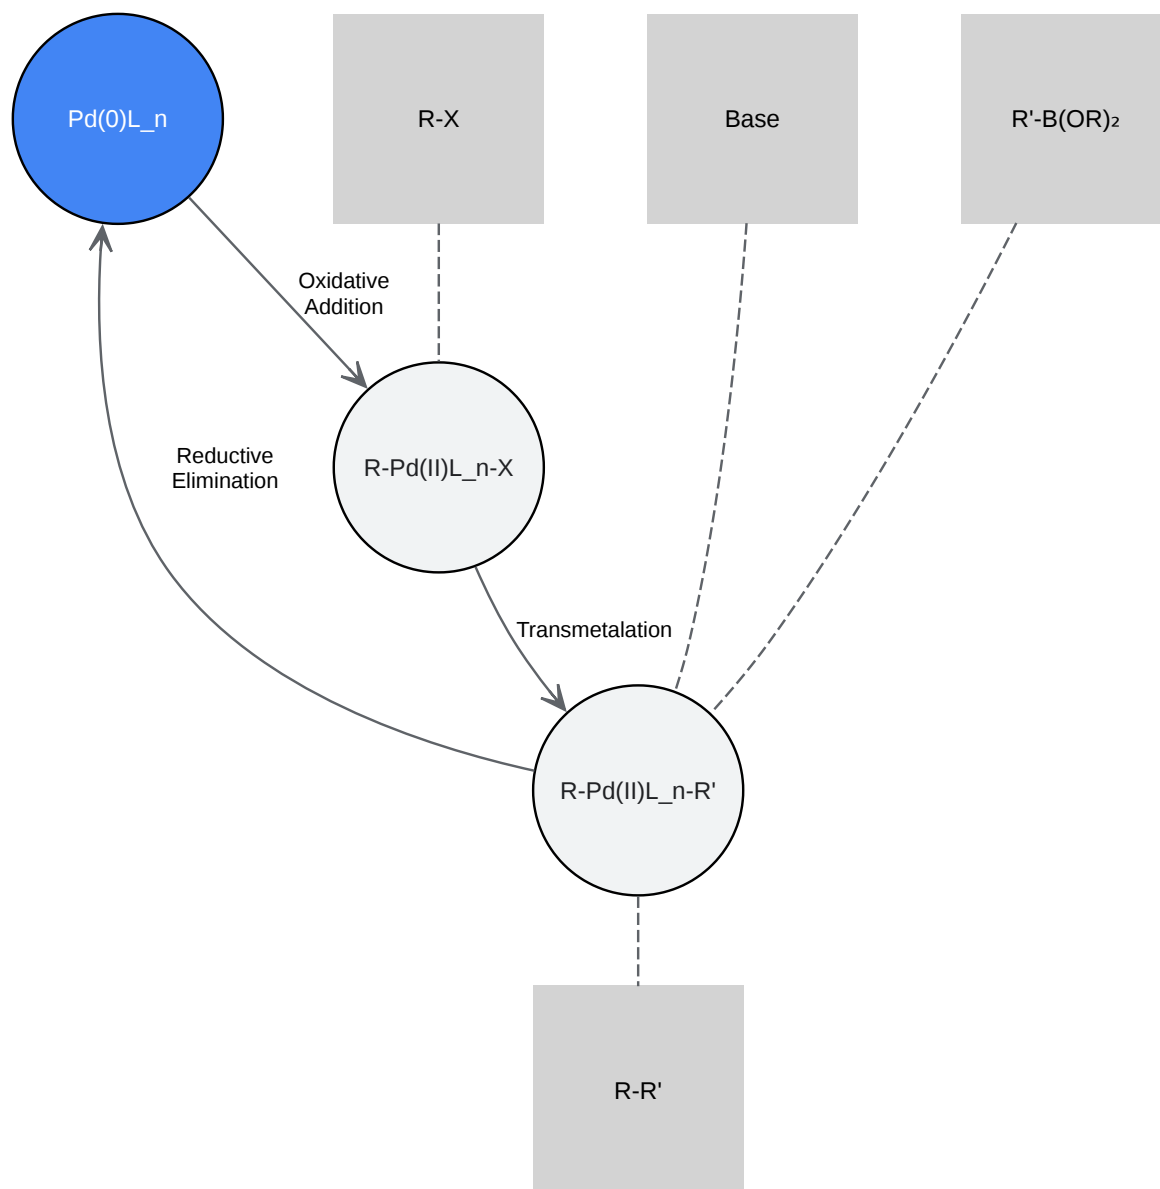 Pd(0)L_n
R-X
Base
R'-B(OR)₂
Oxidative
Addition
Reductive
Elimination
R-Pd(II)L_n-X
Transmetalation
R-Pd(II)L_n-R'
R-R'